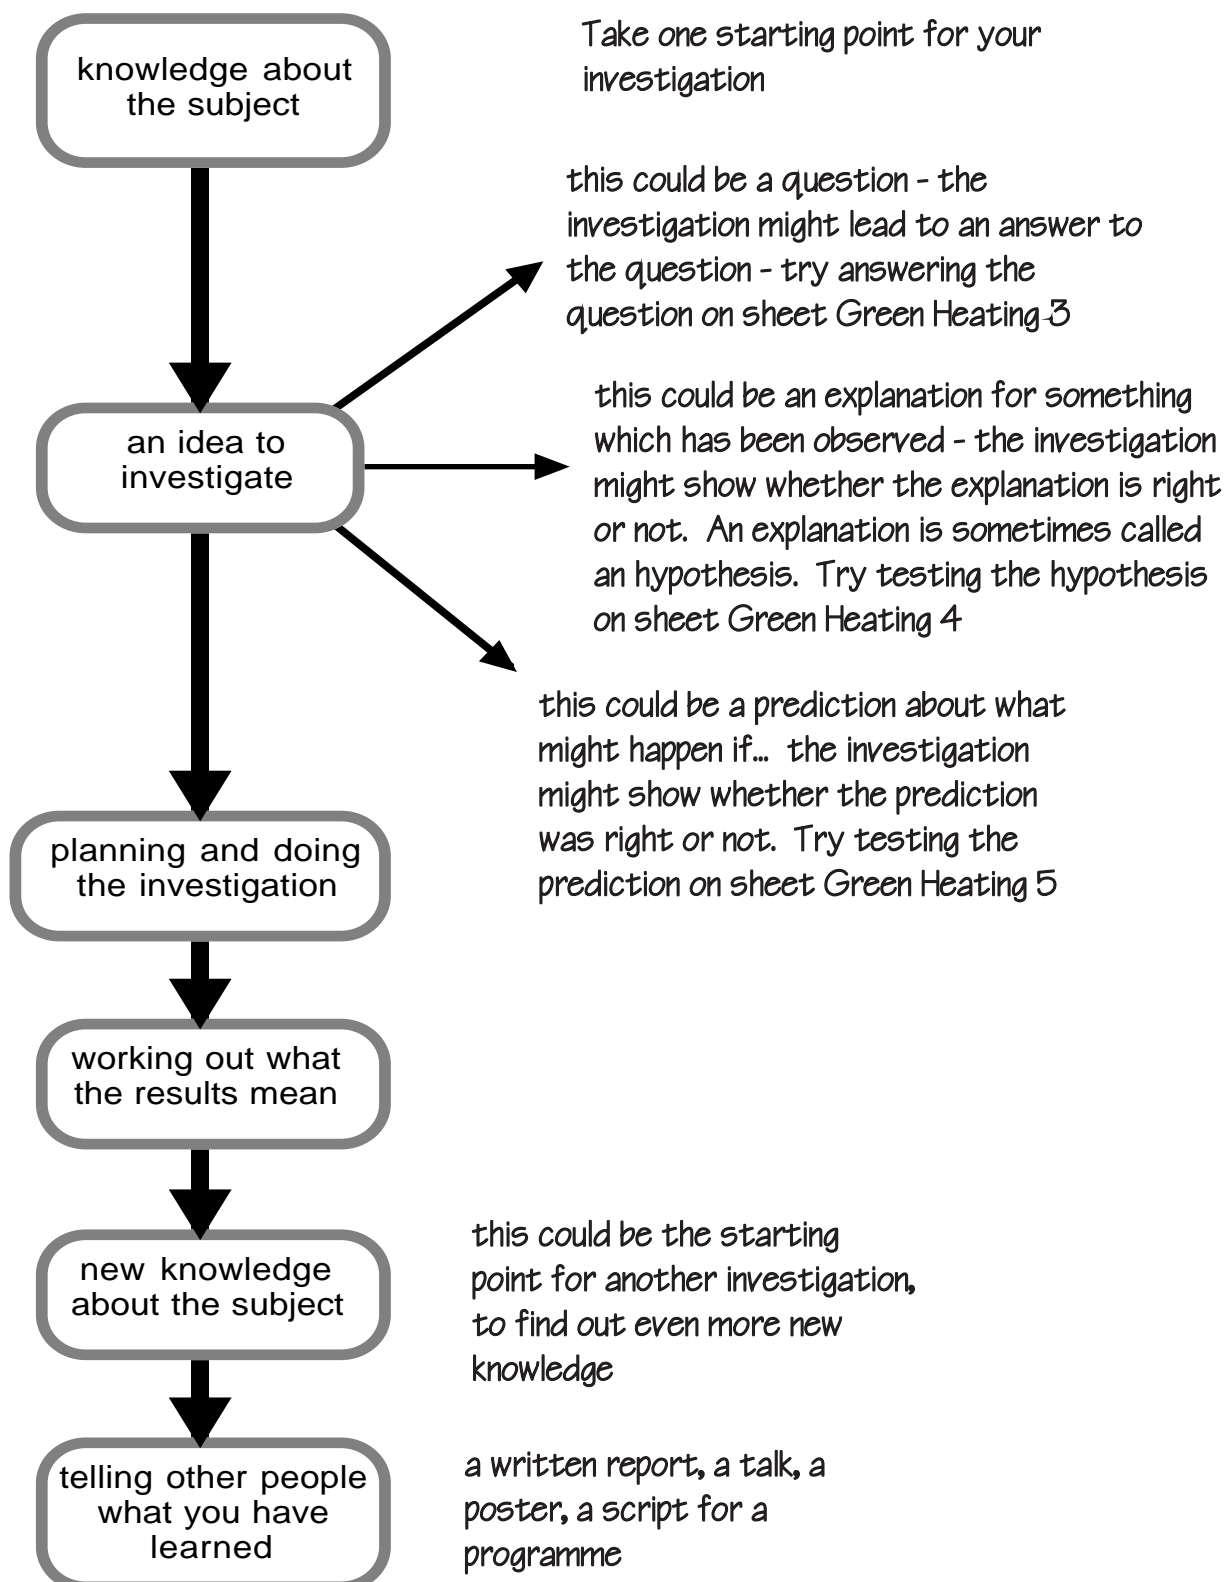 knowledge about
the subject
Take one starting point for your
investigation
this could be a question - the
investigation might lead to an answer to
the question - try answering the
question on sheet Green Heating 3
an idea to
investigate
this could be an explanation for something
which has been observed - the investigation
might show whether the explanation is right
or not. An explanation is sometimes called
an hypothesis. Try testing the hypothesis
on sheet Green Heating 4
this could be a prediction about what
might happen if... the investigation
might show whether the prediction
was right or not. Try testing the
prediction on sheet Green Heating 5
planning and doing
the investigation
working out what
the results mean
new knowledge
about the subject
this could be the starting
point for another investigation,
to find out even more new
knowledge
telling other people
what you have
learned
a written report, a talk, a
poster, a script for a
programme